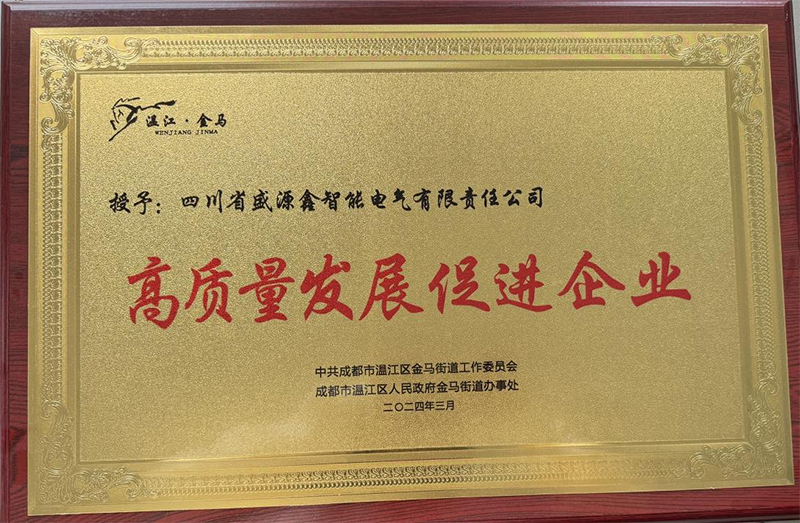 温江·金马
WENJIANG JINMA
授予：四川省盛源鑫智能电气有限责任公司
高质量发展促进企业
中共成都市温江区金马街道工作委员会
成都市温江区人民政府金马街道办事处
二〇二四年三月